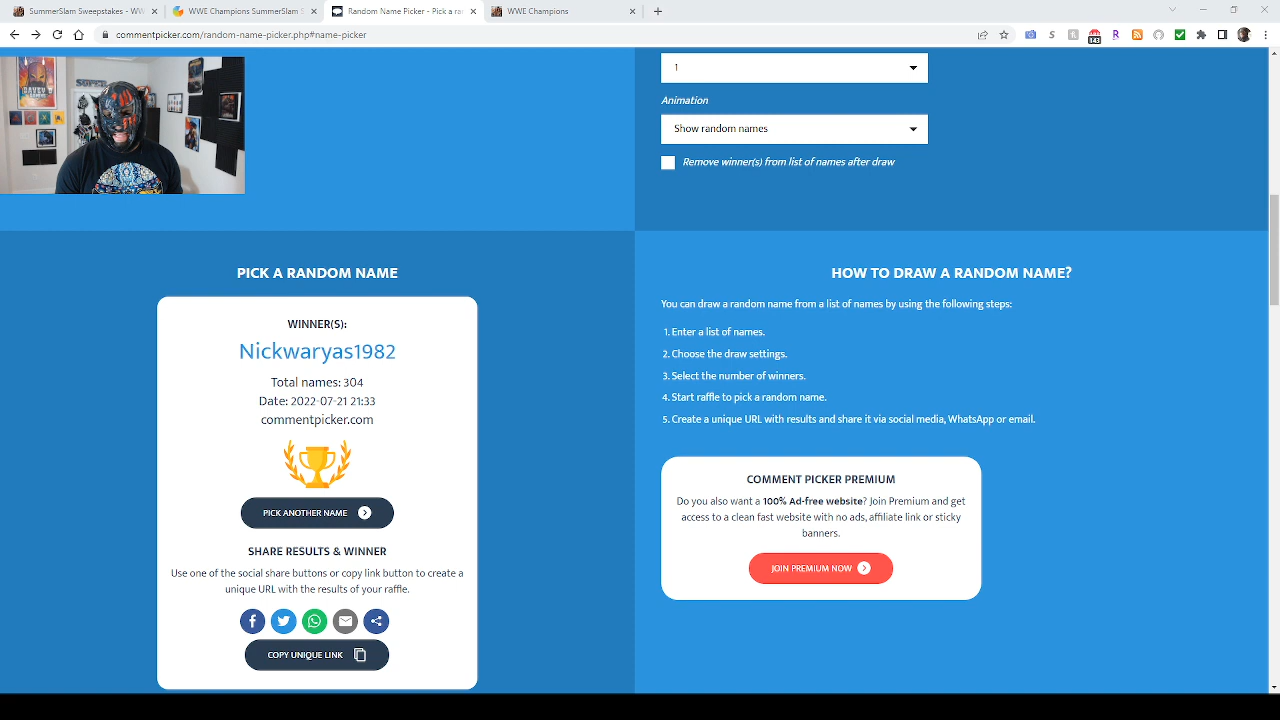 SummerSlam Sweepstakes - WW
WWE Champions SummerSlam S
Random Name Picker - Pick a ra
WWE Champions
commentpicker.com/random-name-picker.php#name-picker
143
1
Animation
Show random names
Remove winner(s) from list of names after draw
PICK A RANDOM NAME
WINNER(S):
Nickwaryas1982
Total names: 304
Date: 2022-07-21 21:33
commentpicker.com
PICK ANOTHER NAME
SHARE RESULTS & WINNER
Use one of the social share buttons or copy link button to create a
unique URL with the results of your raffle.
COPY UNIQUE LINK
HOW TO DRAW A RANDOM NAME?
You can draw a random name from a list of names by using the following steps:
1. Enter a list of names.
2. Choose the draw settings.
3. Select the number of winners.
4. Start raffle to pick a random name.
5. Create a unique URL with results and share it via social media, WhatsApp or email.
COMMENT PICKER PREMIUM
Do you also want a 100% Ad-free website? Join Premium and get
access to a clean fast website with no ads, affiliate link or sticky
banners.
JOIN PREMIUM NOW